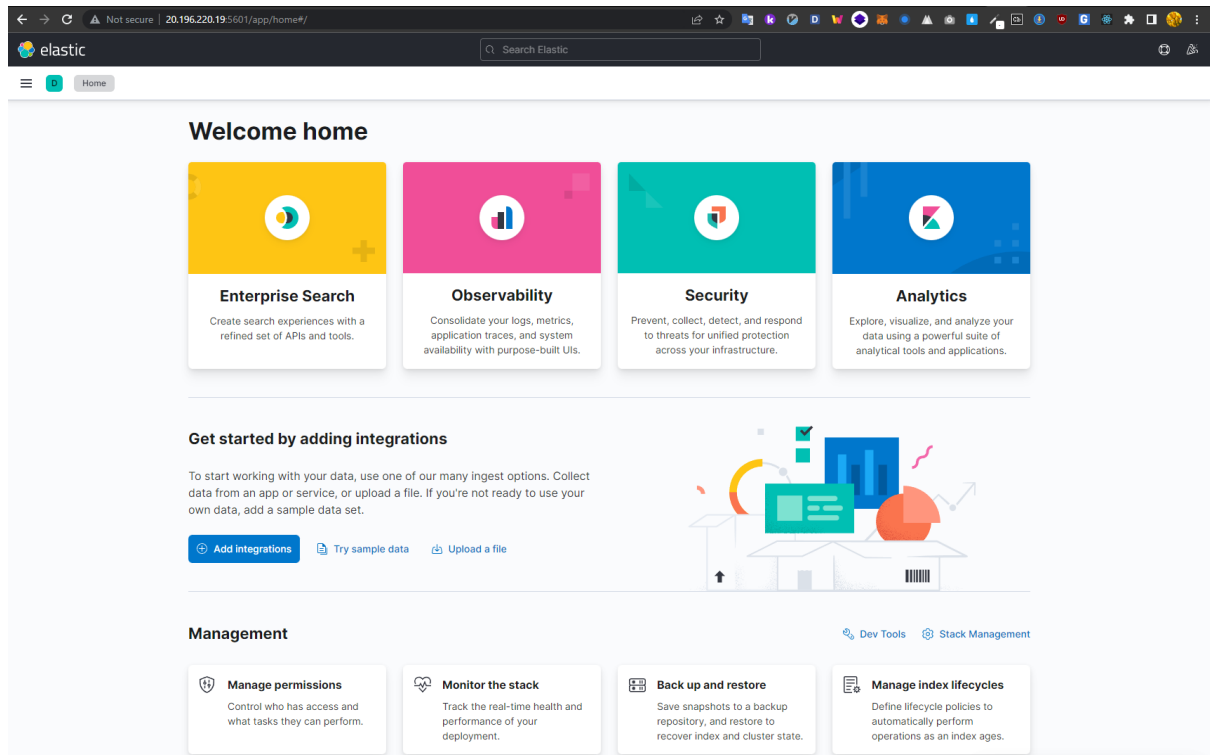 Not secure 20.196.220.19:5601/app/home#/
elastic
Search Elastic
D Home
Welcome home
Enterprise Search
Create search experiences with a
refined set of APIs and tools.
Observability
Consolidate your logs, metrics,
application traces, and system
availability with purpose-built UIs.
Security
Prevent, collect, detect, and respond
to threats for unified protection
across your infrastructure.
Analytics
Explore, visualize, and analyze your
data using a powerful suite of
analytical tools and applications.
Get started by adding integrations
To start working with your data, use one of our many ingest options. Collect
data from an app or service, or upload a file. If you're not ready to use your
own data, add a sample data set.
Add integrations Try sample data Upload a file
Management
Dev Tools Stack Management
Manage permissions
Control who has access and
what tasks they can perform.
Monitor the stack
Track the real-time health and
performance of your
deployment.
Back up and restore
Save snapshots to a backup
repository, and restore to
recover index and cluster state.
Manage index lifecycles
Define lifecycle policies to
automatically perform
operations as an index ages.